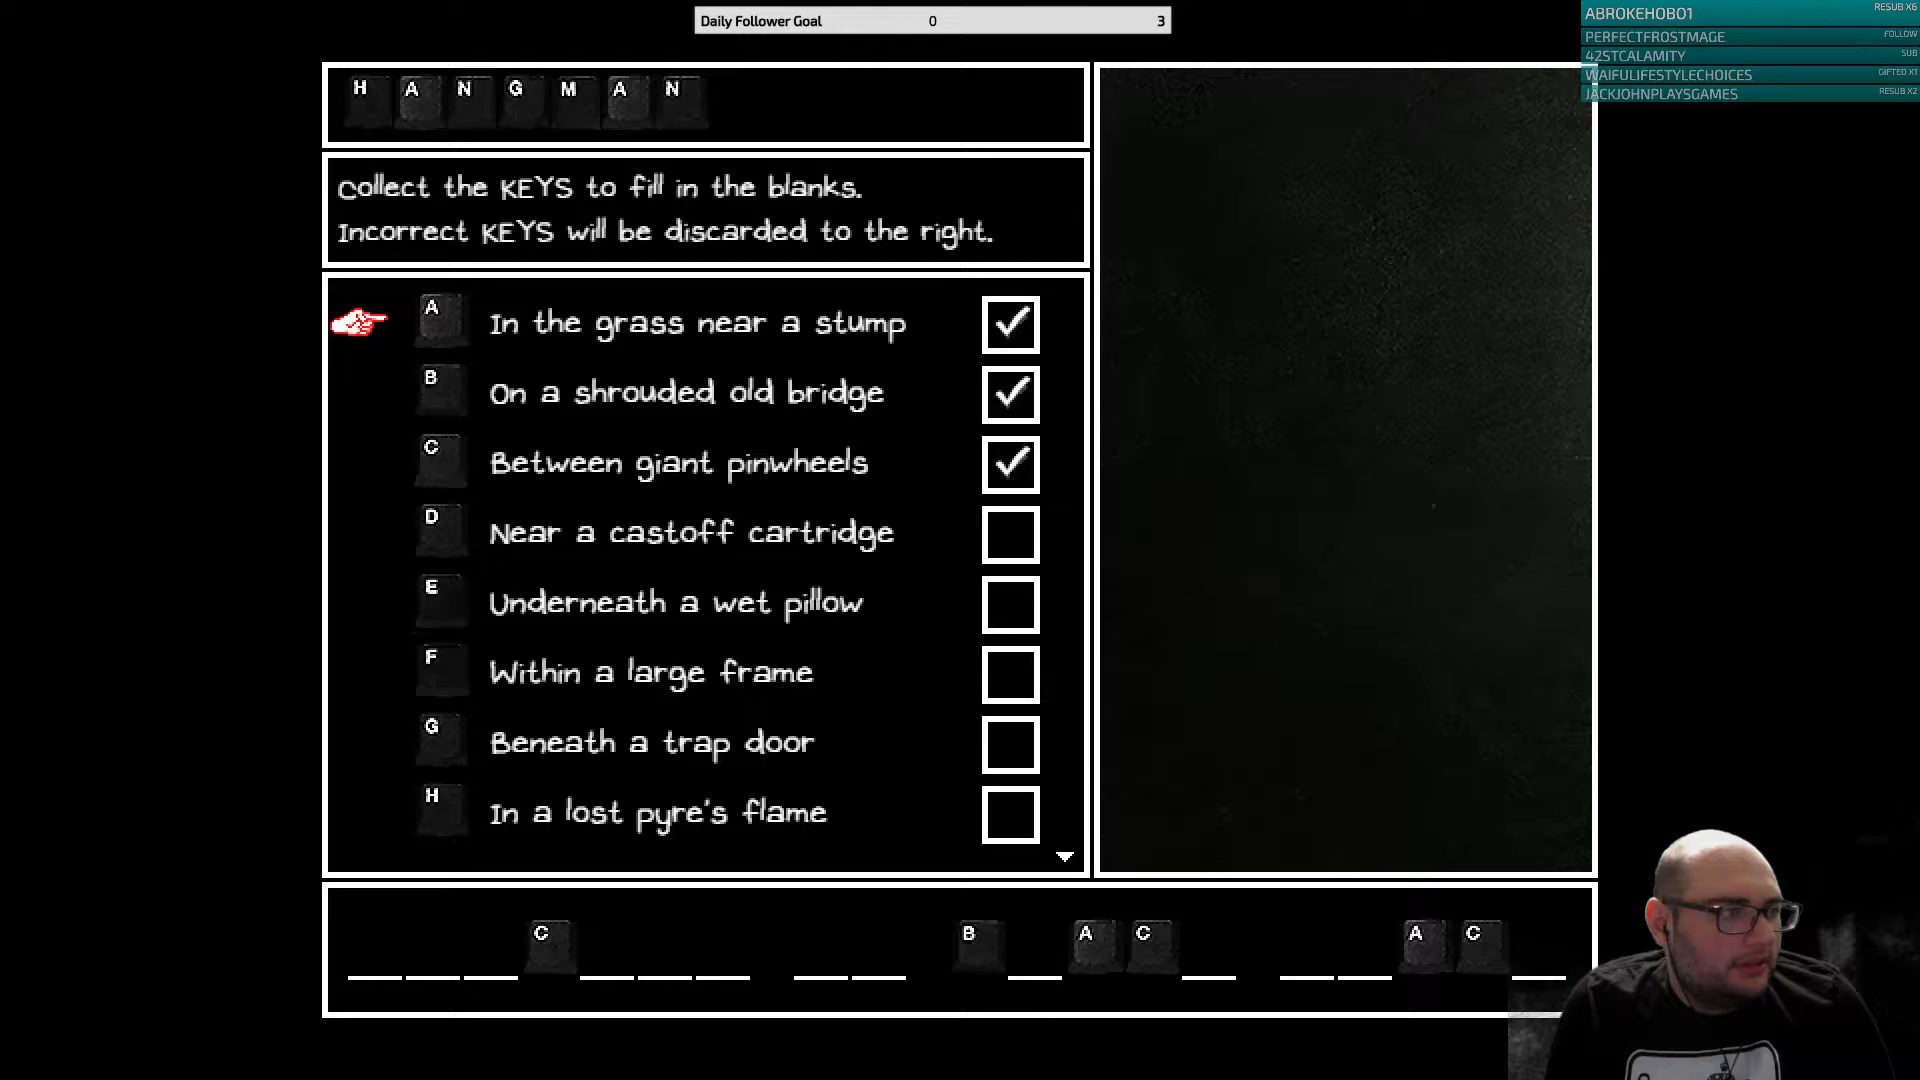 Daily Follower Goal 0 3
ABROKEHOBO1 RESUB X6
PERFECTFROSTMAGE FOLLOW
42STCALAMITY SUB
WAIFULIFESTYLECHOICES GIFTED X1
JACKJOHNPLAYSGAMES RESUB X2
H A N G M A N
Collect the KEYS to fill in the blanks.
Incorrect KEYS will be discarded to the right.
A In the grass near a stump
B On a shrouded old bridge
C Between giant pinwheels
D Near a castoff cartridge
E Underneath a wet pillow
F Within a large frame
G Beneath a trap door
H In a lost pyre's flame
C B A C A C